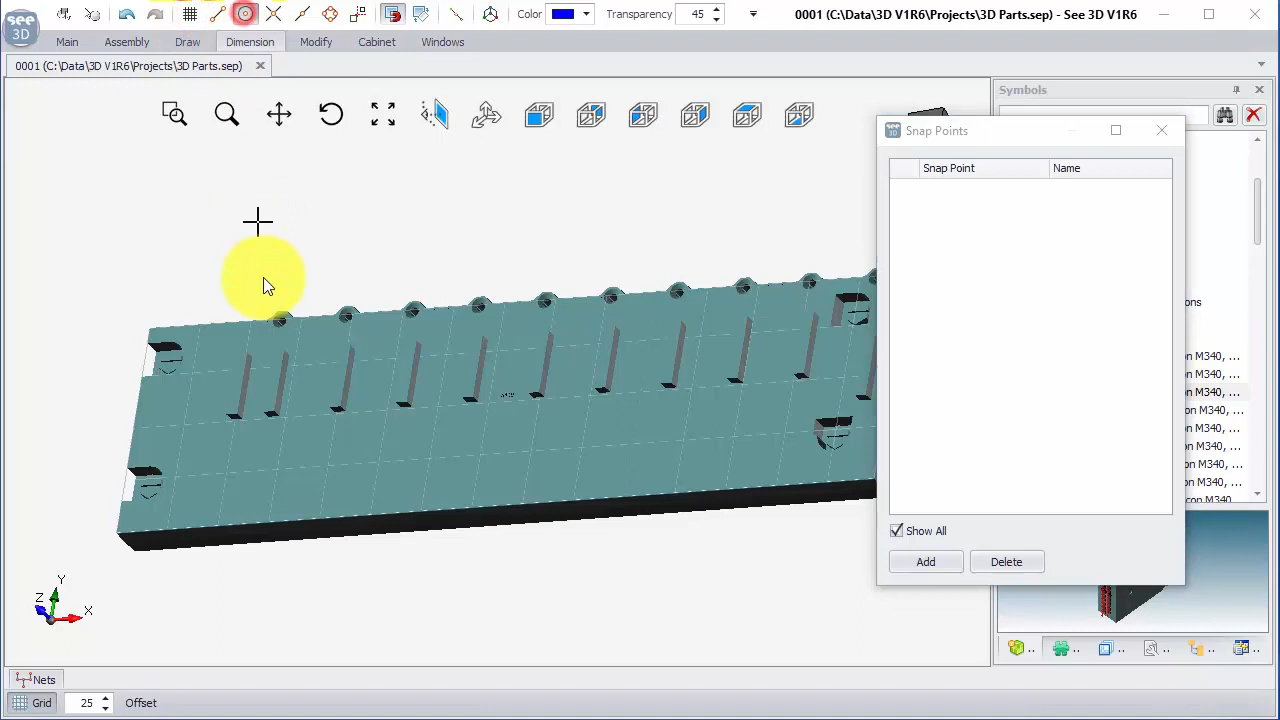 see
3D
Color
Transparency
45
0001 (C:\Data\3D V1R6\Projects\3D Parts.sep) - See 3D V1R6
Main
Assembly
Draw
Dimension
Modify
Cabinet
Windows
0001 (C:\Data\3D V1R6\Projects\3D Parts.sep)
Symbols
Snap Points
Snap Point
Name
ons
on M340, ...
on M340, ...
on M340, ...
on M340, ...
on M340, ...
on M340, ...
on M340, ...
on M340, ...
con M340
Show All
Add
Delete
Y
Z
X
Nets
Grid
25
Offset